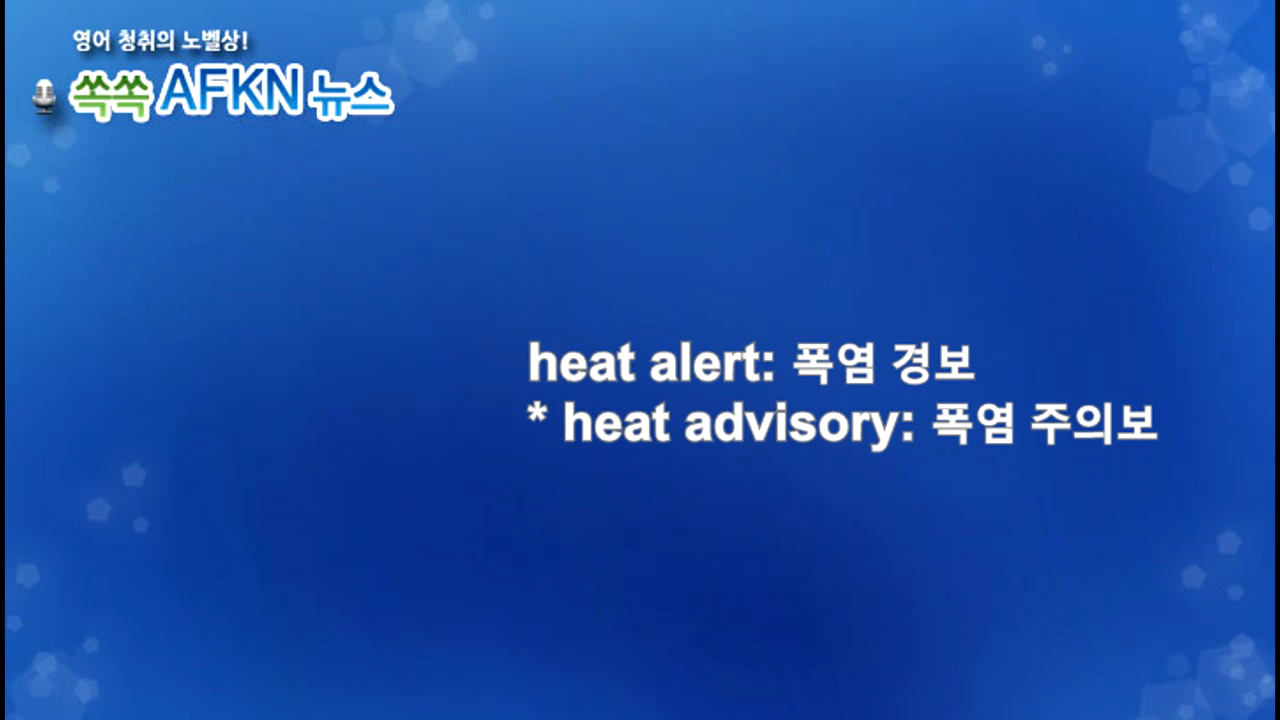 영어 청취의 노벨상!
쏙쏙 AFKN 뉴스
heat alert: 폭염 경보
* heat advisory: 폭염 주의보